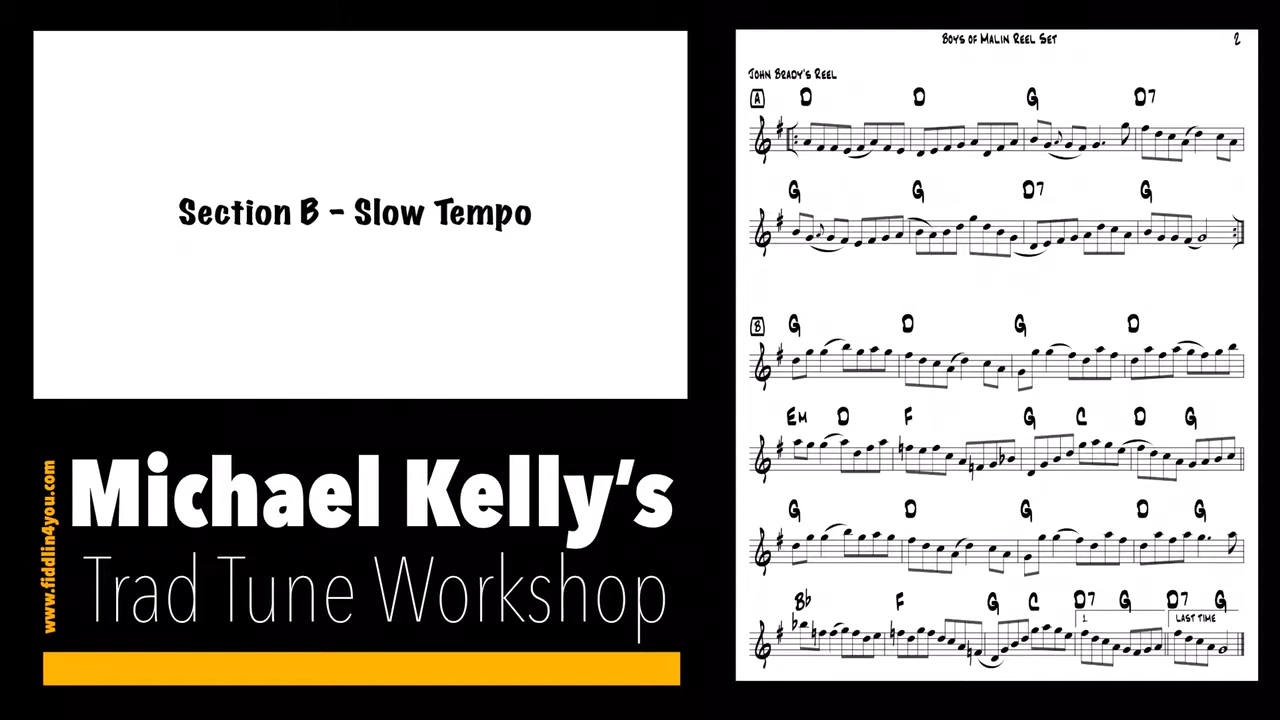 Section B - Slow Tempo
www.fiddlin4you.com
Michael Kelly's
Trad Tune Workshop
Boys of Malin Reel Set 2
John Brady's Reel
A D D G D7
G G D7 G
B G D G D
Em D F G C D G
G D G D G
Bb F G C D7 G D7 G
1. Last time